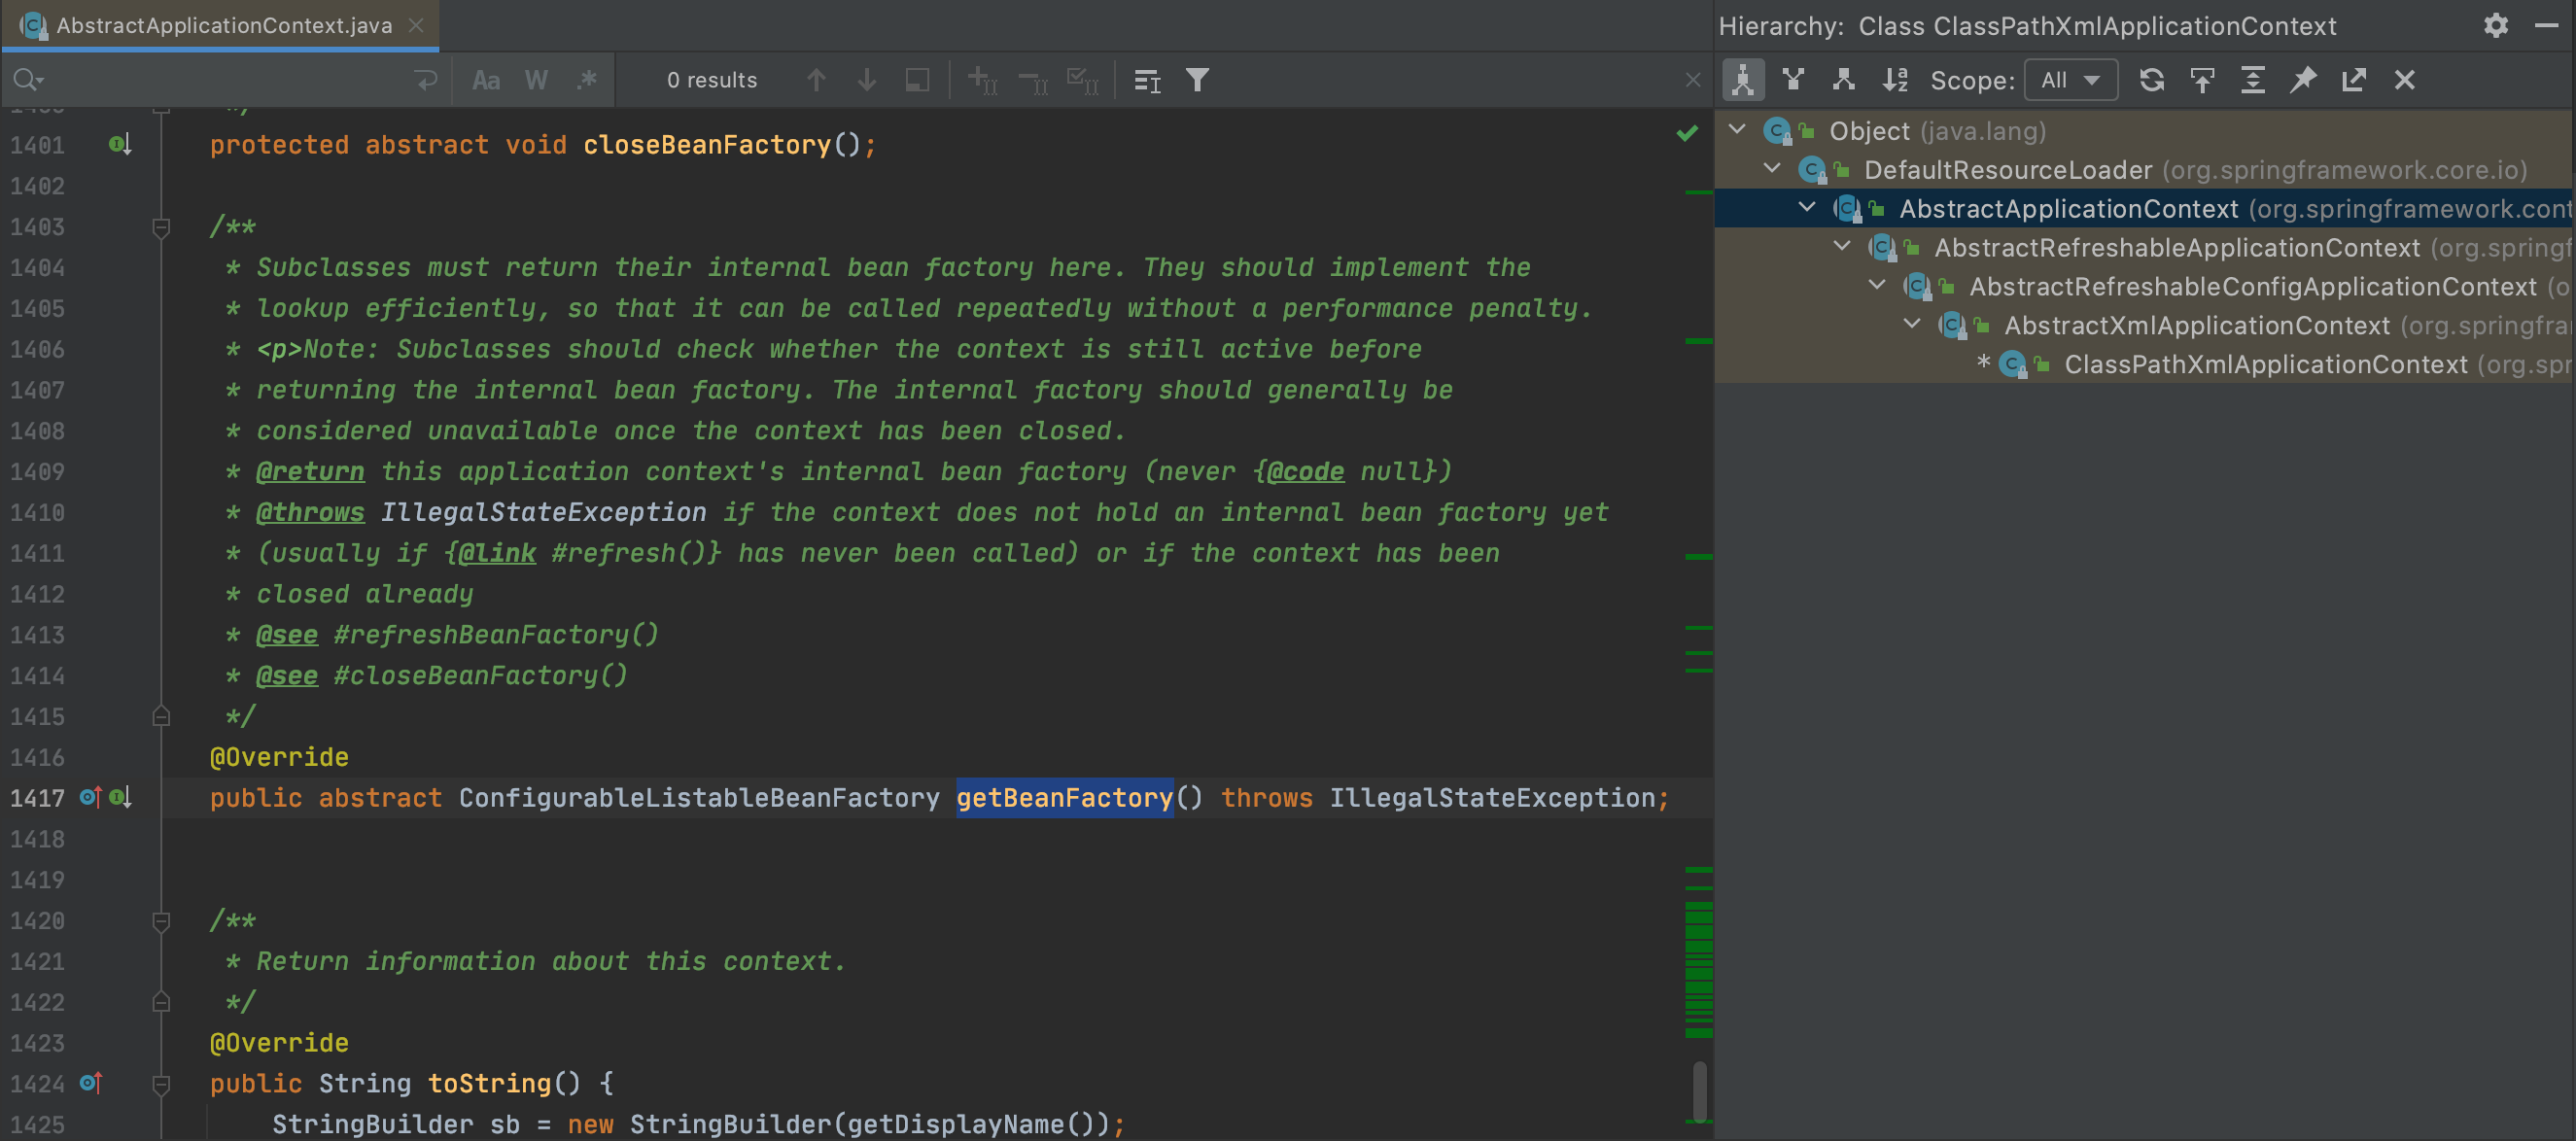 AbstractApplicationContext.java
Aa W .* 0 results
1401 protected abstract void closeBeanFactory();
1402
1403 /**
1404 * Subclasses must return their internal bean factory here. They should implement the
1405 * lookup efficiently, so that it can be called repeatedly without a performance penalty.
1406 * <p>Note: Subclasses should check whether the context is still active before
1407 * returning the internal bean factory. The internal factory should generally be
1408 * considered unavailable once the context has been closed.
1409 * @return this application context's internal bean factory (never {@code null})
1410 * @throws IllegalStateException if the context does not hold an internal bean factory yet
1411 * (usually if {@link #refresh()} has never been called) or if the context has been
1412 * closed already
1413 * @see #refreshBeanFactory()
1414 * @see #closeBeanFactory()
1415 */
1416 @Override
1417 public abstract ConfigurableListableBeanFactory getBeanFactory() throws IllegalStateException;
1418
1419
1420 /**
1421 * Return information about this context.
1422 */
1423 @Override
1424 public String toString() {
1425 StringBuilder sb = new StringBuilder(getDisplayName());
Hierarchy: Class ClassPathXmlApplicationContext
Scope: All
Object (java.lang)
DefaultResourceLoader (org.springframework.core.io)
AbstractApplicationContext (org.springframework.cont
AbstractRefreshableApplicationContext (org.springf
AbstractRefreshableConfigApplicationContext (o
AbstractXmlApplicationContext (org.springfra
* ClassPathXmlApplicationContext (org.spr